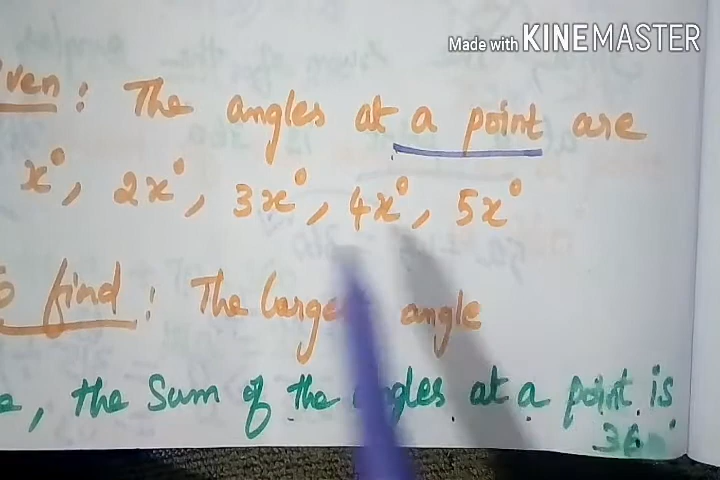 Made with KINEMASTER
ven: The angles at a point are
x°, 2x°, 3x°, 4x°, 5x°
find: The angle
, the Sum of the angles at a point is